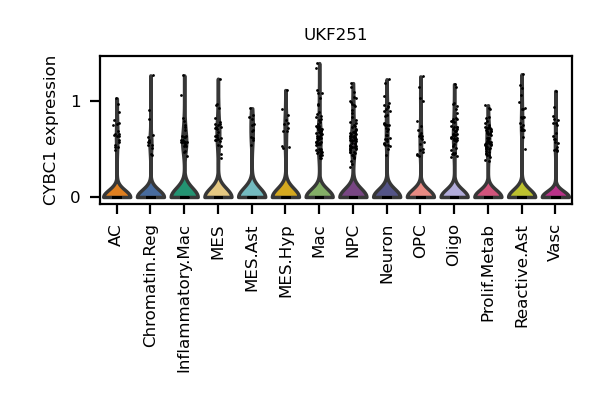 UKF251
CYBC1 expression
1
0
AC
Chromatin.Reg
Inflammatory.Mac
MES
MES.Ast
MES.Hyp
Mac
NPC
Neuron
OPC
Oligo
Prolif.Metab
Reactive.Ast
Vasc